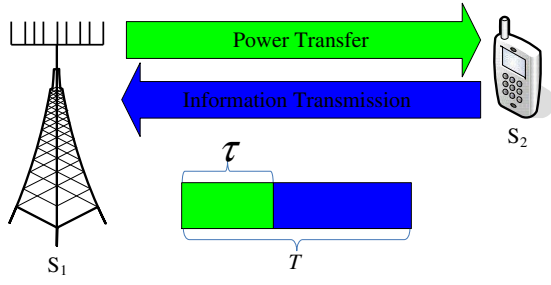 Power Transfer
Information Transmission
S2
τ
T
S1